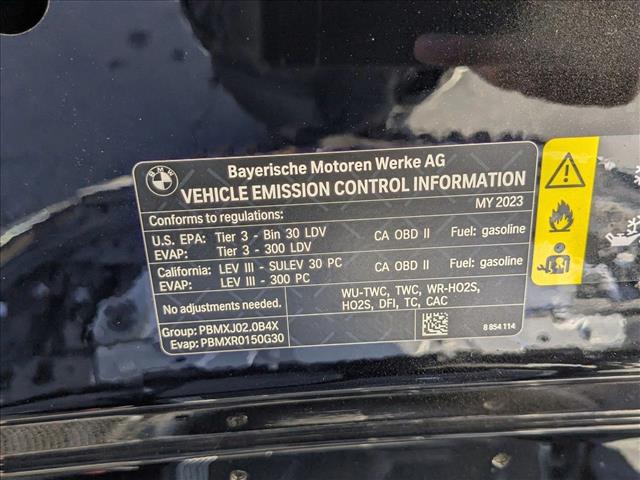 BMW
Bayerische Motoren Werke AG
VEHICLE EMISSION CONTROL INFORMATION
MY 2023
Conforms to regulations:
U.S. EPA: Tier 3 - Bin 30 LDV CA OBD II Fuel: gasoline
EVAP: Tier 3 - 300 LDV
California: LEV III - SULEV 30 PC CA OBD II Fuel: gasoline
EVAP: LEV III - 300 PC
No adjustments needed.
WU-TWC, TWC, WR-HO2S,
HO2S, DFI, TC, CAC
Group: PBMXJ02.0B4X
Evap: PBMXR0150G30
8 854 114